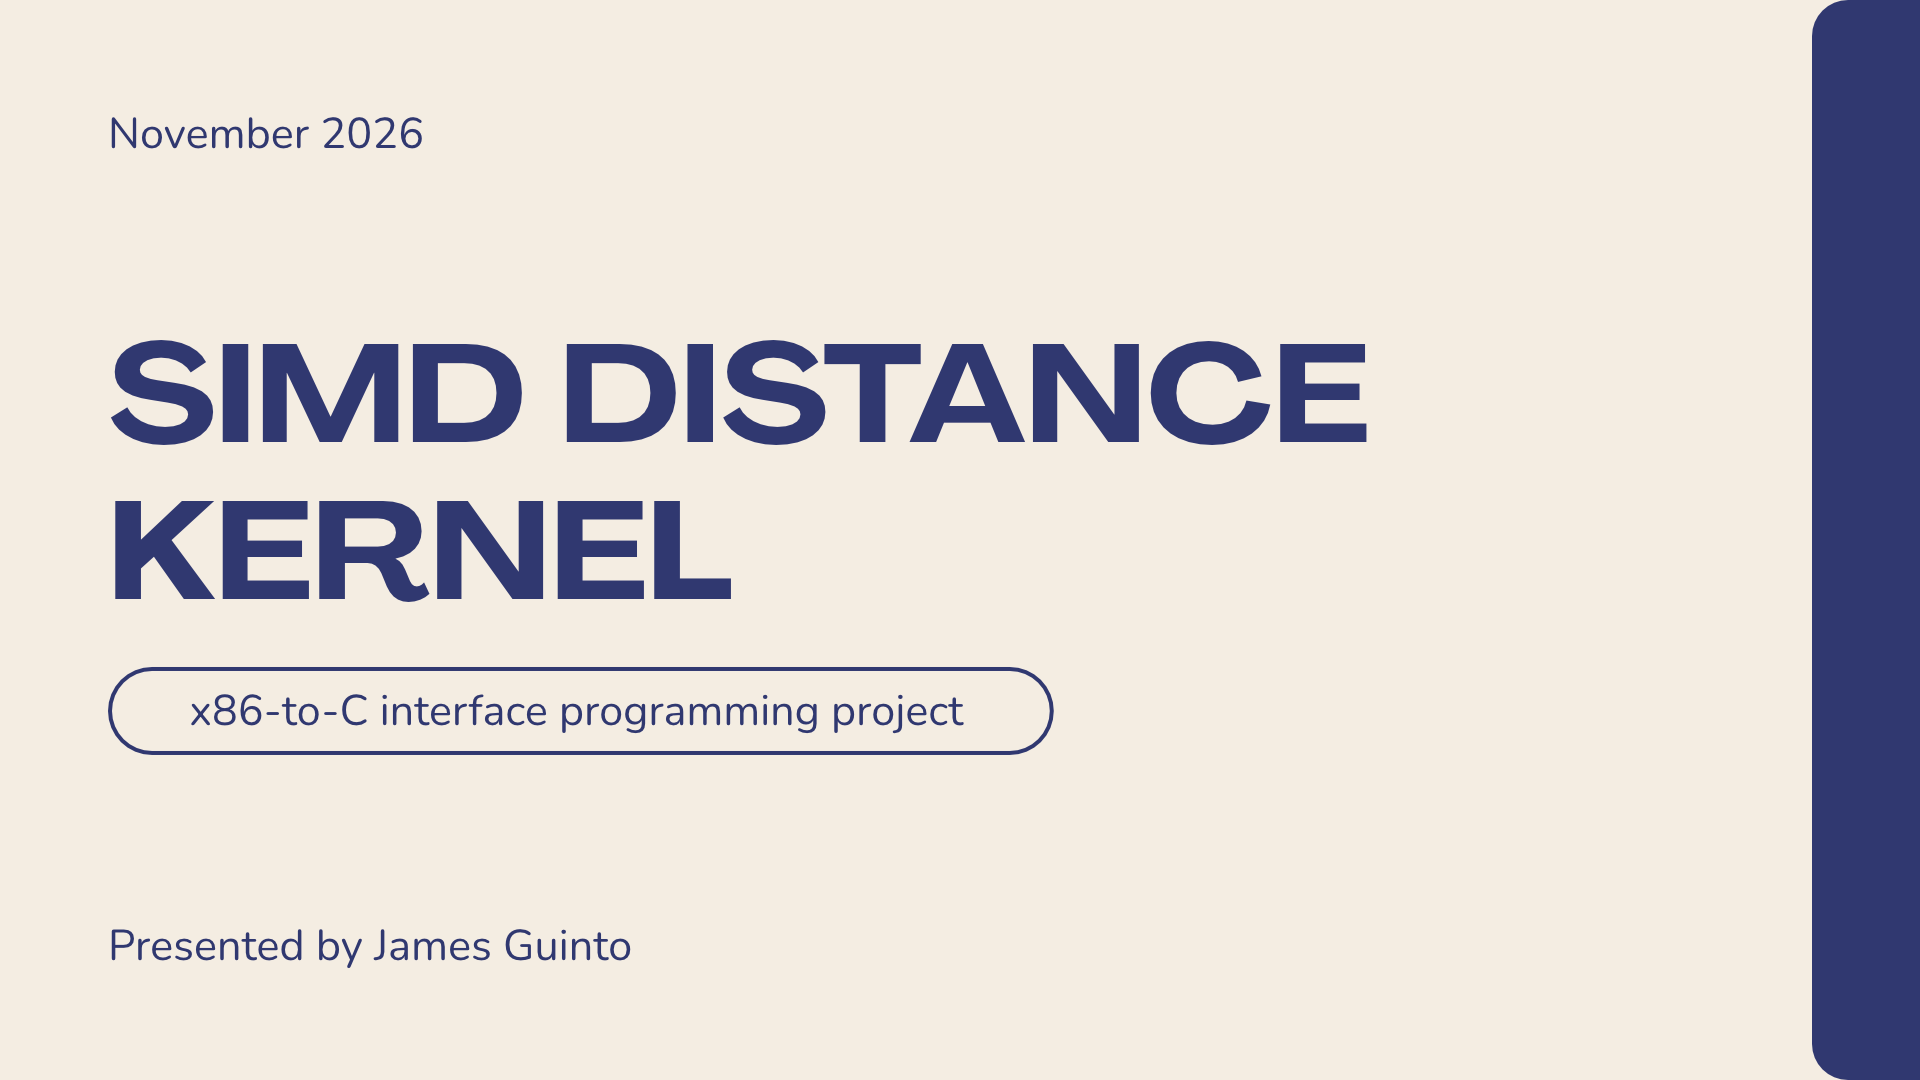 November 2026
SIMD DISTANCE
KERNEL
x86-to-C interface programming project
Presented by James Guinto